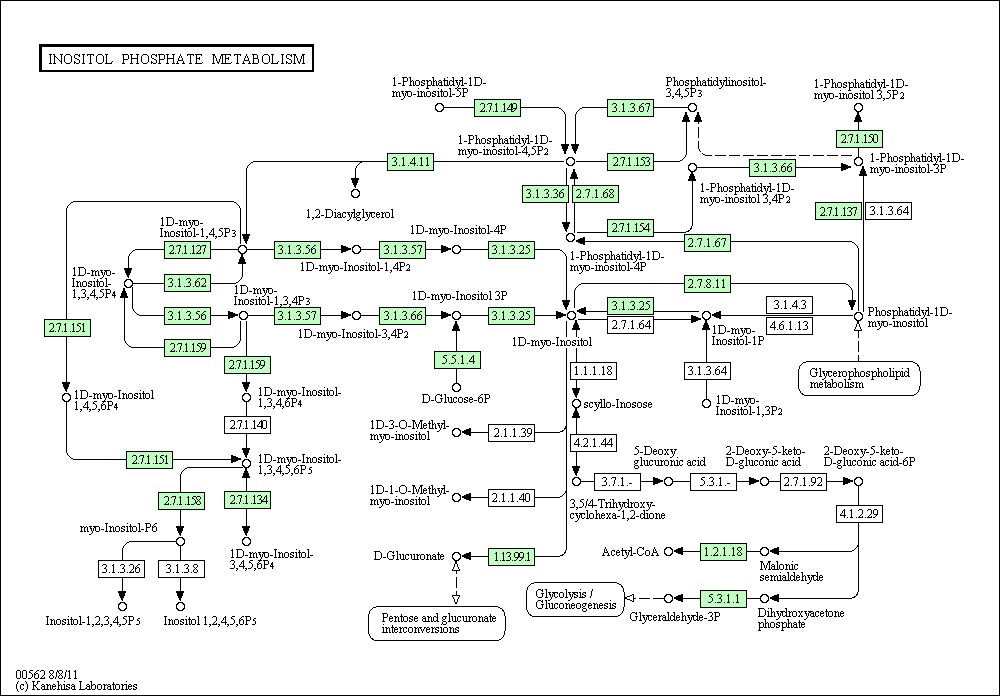 INOSITOL PHOSPHATE METABOLISM
1-Phosphatidyl-1D-
myo-inositol-5P
Phosphatidylinositol-
3,4,5P3
1-Phosphatidyl-1D-
myo-inositol 3,5P2
2.7.1.149
3.1.3.67
2.7.1.150
1-Phosphatidyl-1D-
myo-inositol-4,5P2
3.1.4.11
2.7.1.153
3.1.3.66
1-Phosphatidyl-1D-
myo-inositol-3P
1,2-Diacylglycerol
3.1.3.36
2.7.1.68
1-Phosphatidyl-1D-
myo-inositol 3,4P2
2.7.1.137
3.1.3.64
2.7.1.154
2.7.1.67
1D-myo-
Inositol-1,4,5P3
1D-myo-Inositol-4P
2.7.1.127
3.1.3.56
3.1.3.57
3.1.3.25
1D-myo-Inositol-1,4P2
1-Phosphatidyl-1D-
myo-inositol-4P
1D-myo-
Inositol-
1,3,4,5P4
3.1.3.62
2.7.8.11
1D-myo-
Inositol-1,3,4P3
1D-myo-Inositol 3P
3.1.3.56
3.1.3.57
3.1.3.66
3.1.3.25
3.1.3.25
2.7.1.64
3.1.4.3
4.6.1.13
Phosphatidyl-1D-
myo-inositol
2.7.1.151
1D-myo-Inositol-3,4P2
1D-myo-Inositol
1D-myo-
Inositol-1P
2.7.1.159
2.7.1.159
5.5.1.4
1.1.1.18
3.1.3.64
Glycerophospholipid
metabolism
1D-myo-Inositol
1,4,5,6P4
1D-myo-Inositol-
1,3,4,6P4
D-Glucose-6P
scyllo-Inosose
1D-myo-
Inositol-1,3P2
2.7.1.140
1D-3-O-Methyl-
myo-inositol
2.1.1.39
4.2.1.44
2.7.1.151
1D-myo-Inositol-
1,3,4,5,6P5
5-Deoxy
glucuronic acid
2-Deoxy-5-keto-
D-gluconic acid
2-Deoxy-5-keto-
D-gluconic acid-6P
3.7.1.-
5.3.1.-
2.7.1.92
2.7.1.158
2.7.1.134
1D-1-O-Methyl-
myo-inositol
2.1.1.40
3,5/4-Trihydroxy-
cyclohexa-1,2-dione
4.1.2.29
myo-Inositol-P6
1D-myo-Inositol-
3,4,5,6P4
D-Glucuronate
1.13.99.1
Acetyl-CoA
1.2.1.18
Malonic
semialdehyde
3.1.3.26
3.1.3.8
Glycolysis /
Gluconeogenesis
5.3.1.1
Glyceraldehyde-3P
Dihydroxyacetone
phosphate
Inositol-1,2,3,4,5P5
Inositol 1,2,4,5,6P5
Pentose and glucuronate
interconversions
00562 8/8/11
(c) Kanehisa Laboratories